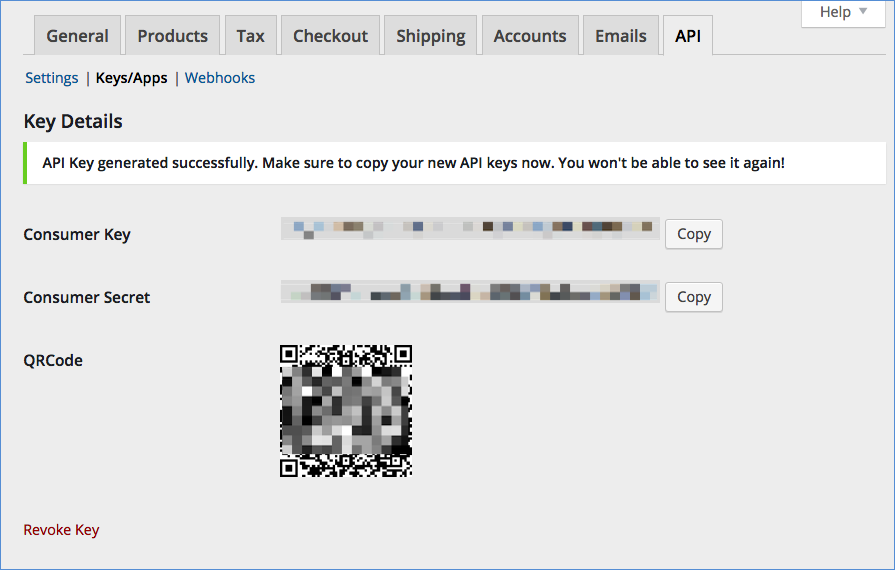 Help
General Products Tax Checkout Shipping Accounts Emails API
Settings | Keys/Apps | Webhooks
Key Details
API Key generated successfully. Make sure to copy your new API keys now. You won't be able to see it again!
Consumer Key Copy
Consumer Secret Copy
QRCode
Revoke Key